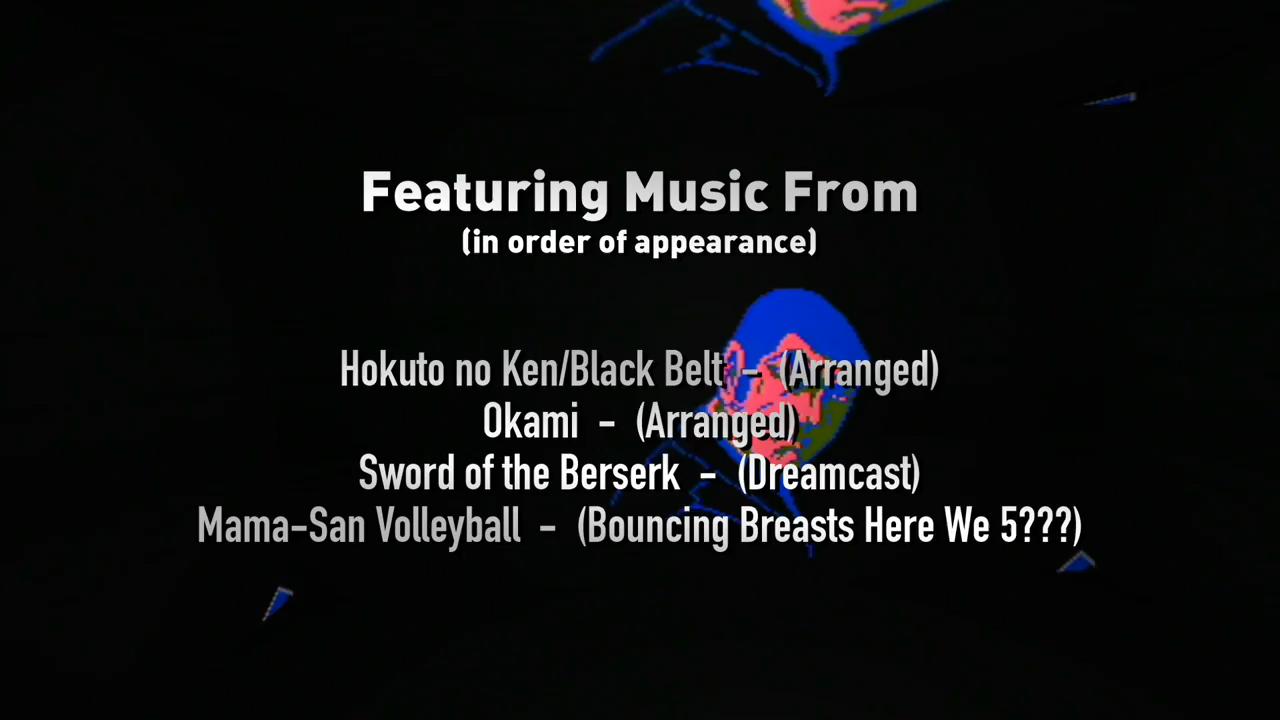 Featuring Music From
(in order of appearance)
Hokuto no Ken/Black Belt - (Arranged)
Okami - (Arranged)
Sword of the Berserk - (Dreamcast)
Mama-San Volleyball - (Bouncing Breasts Here We 5???)